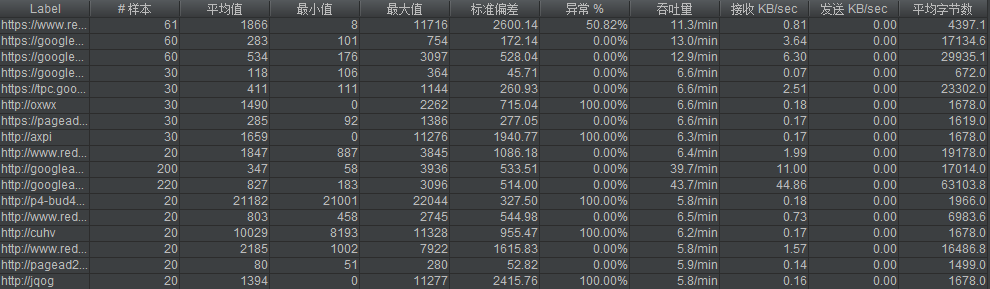 Label # 样本 平均值 最小值 最大值 标准偏差 异常 % 吞吐量 接收 KB/sec 发送 KB/sec 平均字节数
https://www.re... 61 1866 8 11716 2600.14 50.82% 11.3/min 0.81 0.00 4397.1
https://google... 60 283 101 754 172.14 0.00% 13.0/min 3.64 0.00 17134.6
https://google... 60 534 176 3097 528.04 0.00% 12.9/min 6.30 0.00 29935.1
https://google... 30 118 106 364 45.71 0.00% 6.6/min 0.07 0.00 672.0
https://tpc.goo... 30 411 111 1144 260.93 0.00% 6.6/min 2.51 0.00 23302.0
http://oxwx 30 1490 0 2262 715.04 100.00% 6.6/min 0.18 0.00 1678.0
https://pagead... 30 285 92 1386 277.05 0.00% 6.6/min 0.17 0.00 1619.0
http://axpi 30 1659 0 11276 1940.77 100.00% 6.3/min 0.17 0.00 1678.0
http://www.red... 20 1847 887 3845 1086.18 0.00% 6.4/min 1.99 0.00 19178.0
http://googlea... 200 347 58 3936 533.51 0.00% 39.7/min 11.00 0.00 17014.0
http://googlea... 220 827 183 3096 514.00 0.00% 43.7/min 44.86 0.00 63103.8
http://p4-bud4... 20 21182 21001 22044 327.50 100.00% 5.8/min 0.18 0.00 1966.0
http://www.red... 20 803 458 2745 544.98 0.00% 6.5/min 0.73 0.00 6983.6
http://cuhv 20 10029 8193 11328 955.47 100.00% 6.2/min 0.17 0.00 1678.0
http://www.red... 20 2185 1002 7922 1615.83 0.00% 5.8/min 1.57 0.00 16486.8
http://pagead2... 20 80 51 280 52.82 0.00% 5.9/min 0.14 0.00 1499.0
http://jqog 20 1394 0 11277 2415.76 100.00% 5.8/min 0.16 0.00 1678.0